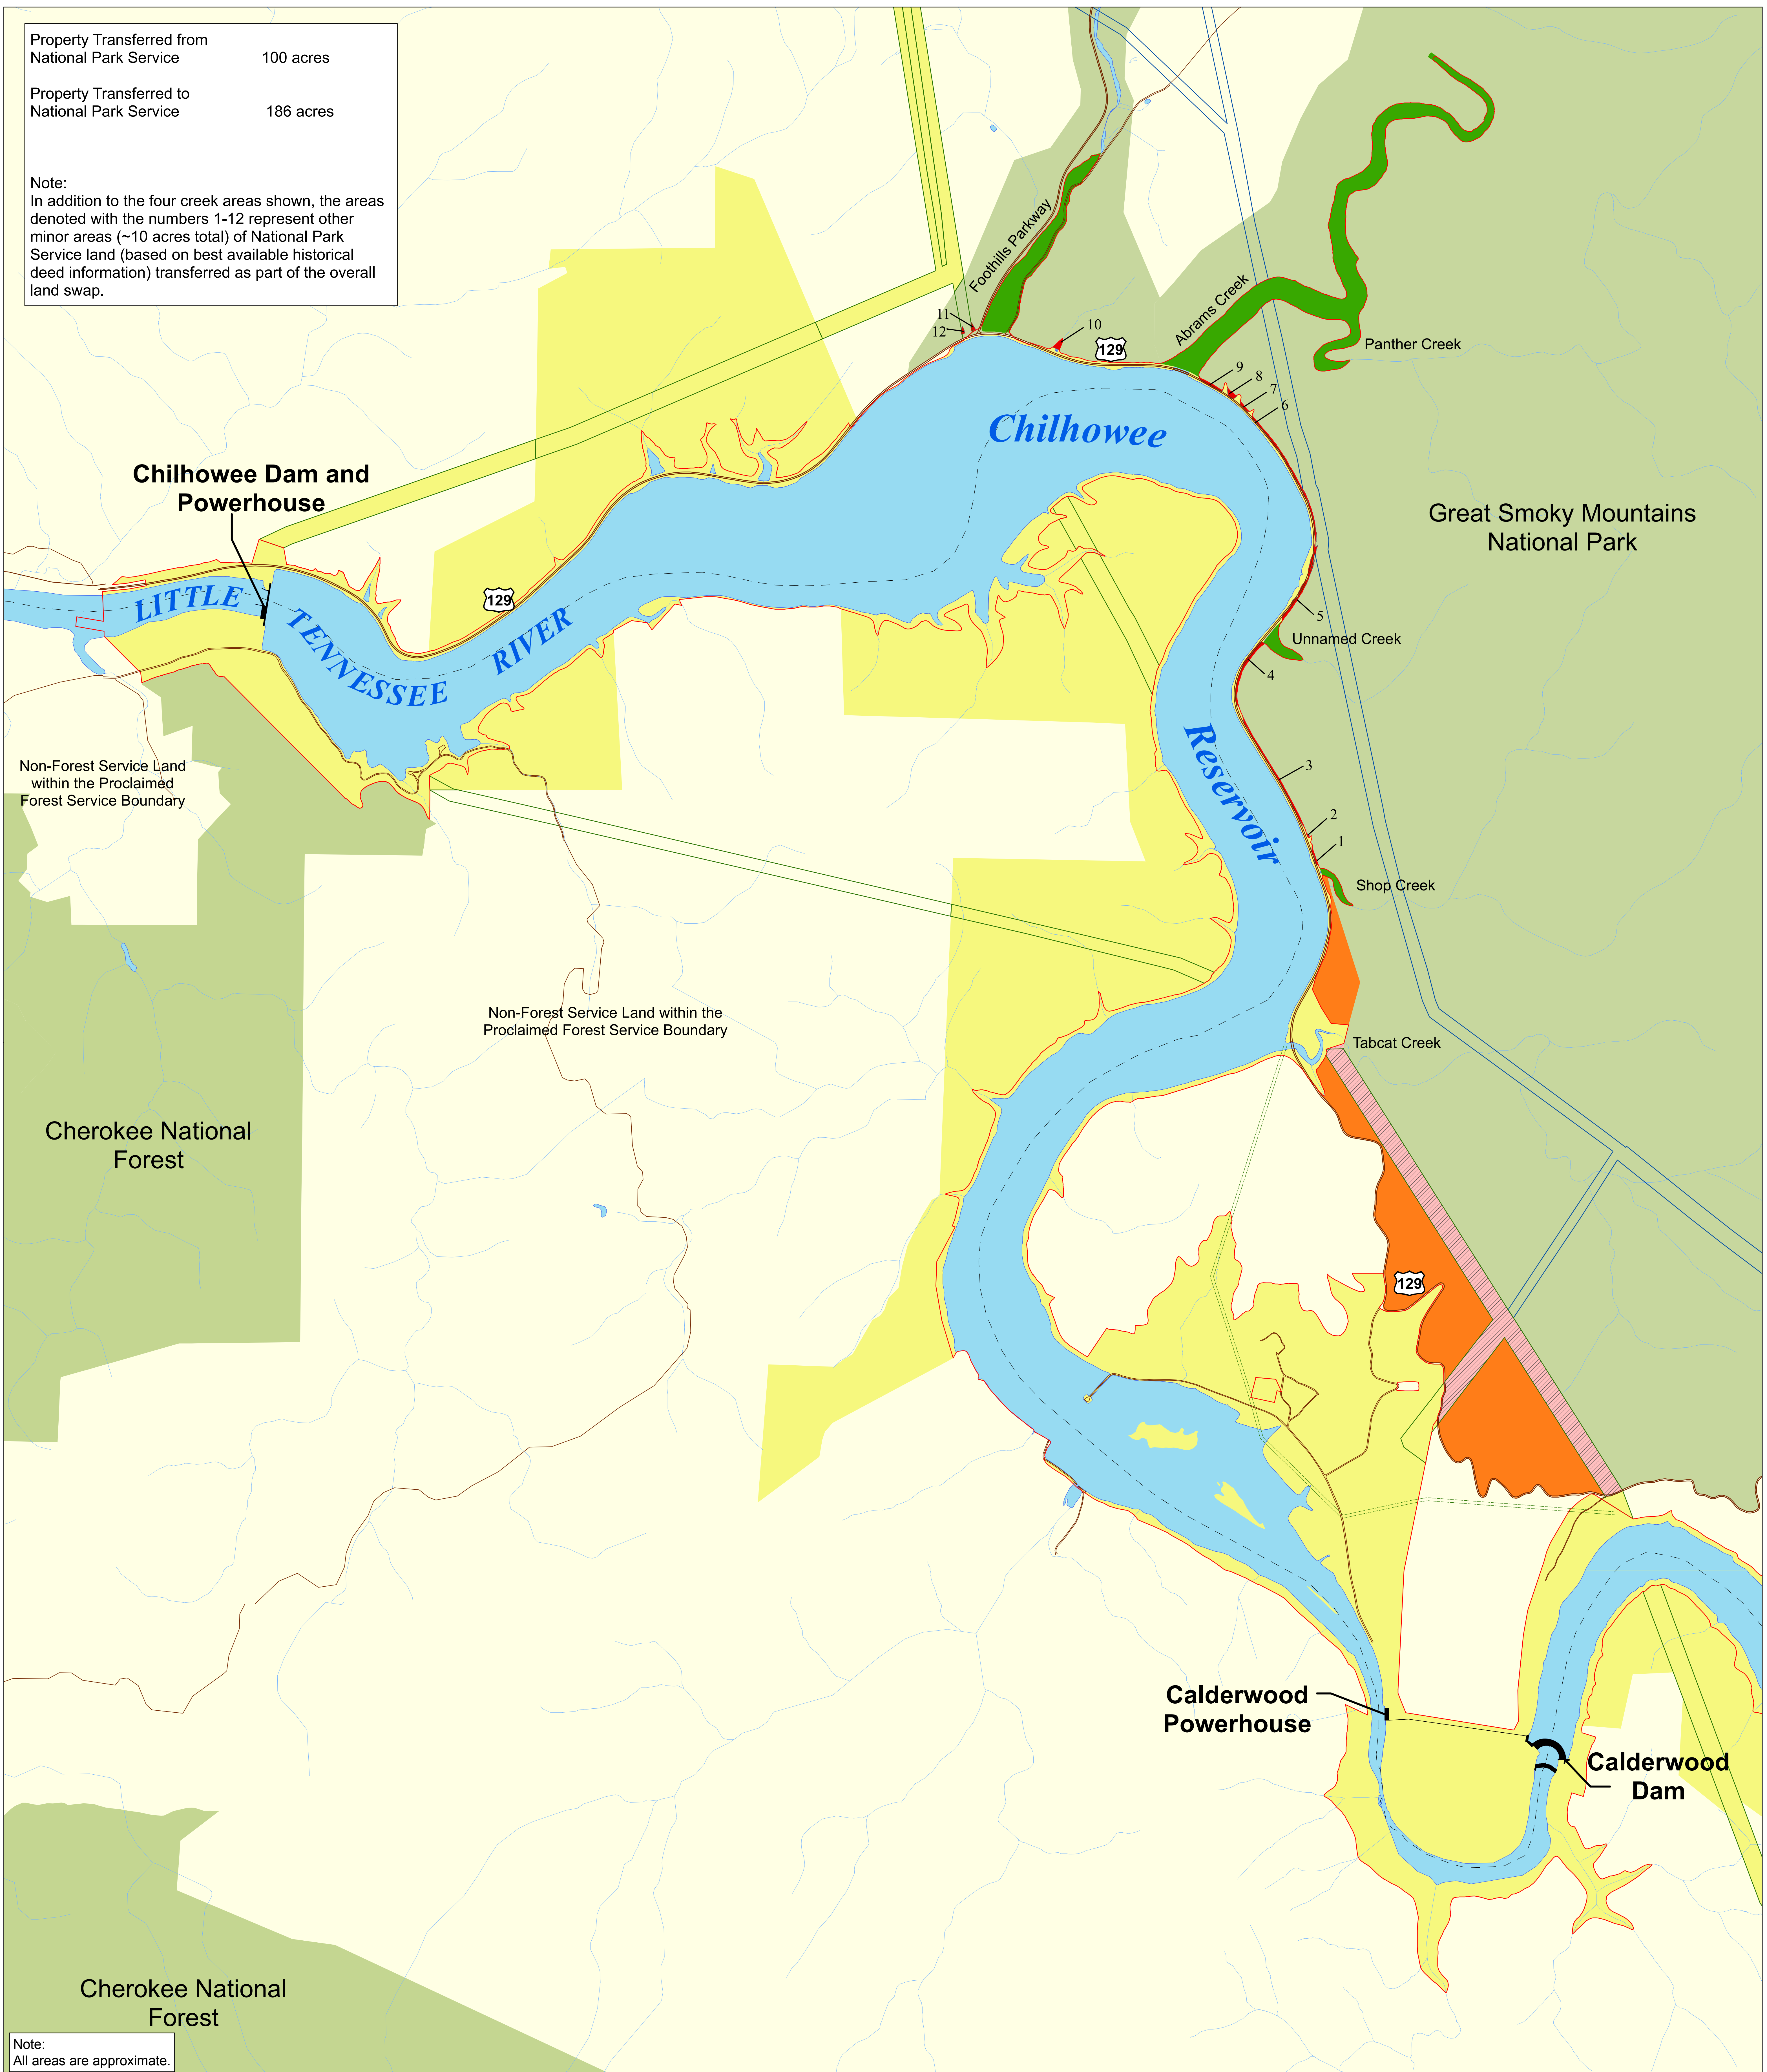 Property Transferred from
National Park Service 100 acres
Property Transferred to
National Park Service 186 acres
Note:
In addition to the four creek areas shown, the areas
denoted with the numbers 1-12 represent other
minor areas (~10 acres total) of National Park
Service land (based on best available historical
deed information) transferred as part of the overall
land swap.
Foothills Parkway
11
12
10
129
Abrams Creek
Panther Creek
9
8
7
6
Chilhowee
Chilhowee Dam and
Powerhouse
Great Smoky Mountains
National Park
LITTLE
TENNESSEE
RIVER
129
5
Unnamed Creek
4
Reservoir
3
2
1
Shop Creek
Non-Forest Service Land
within the Proclaimed
Forest Service Boundary
Non-Forest Service Land within the
Proclaimed Forest Service Boundary
Tabcat Creek
Cherokee National
Forest
129
Calderwood
Powerhouse
Calderwood
Dam
Cherokee National
Forest
Note:
All areas are approximate.